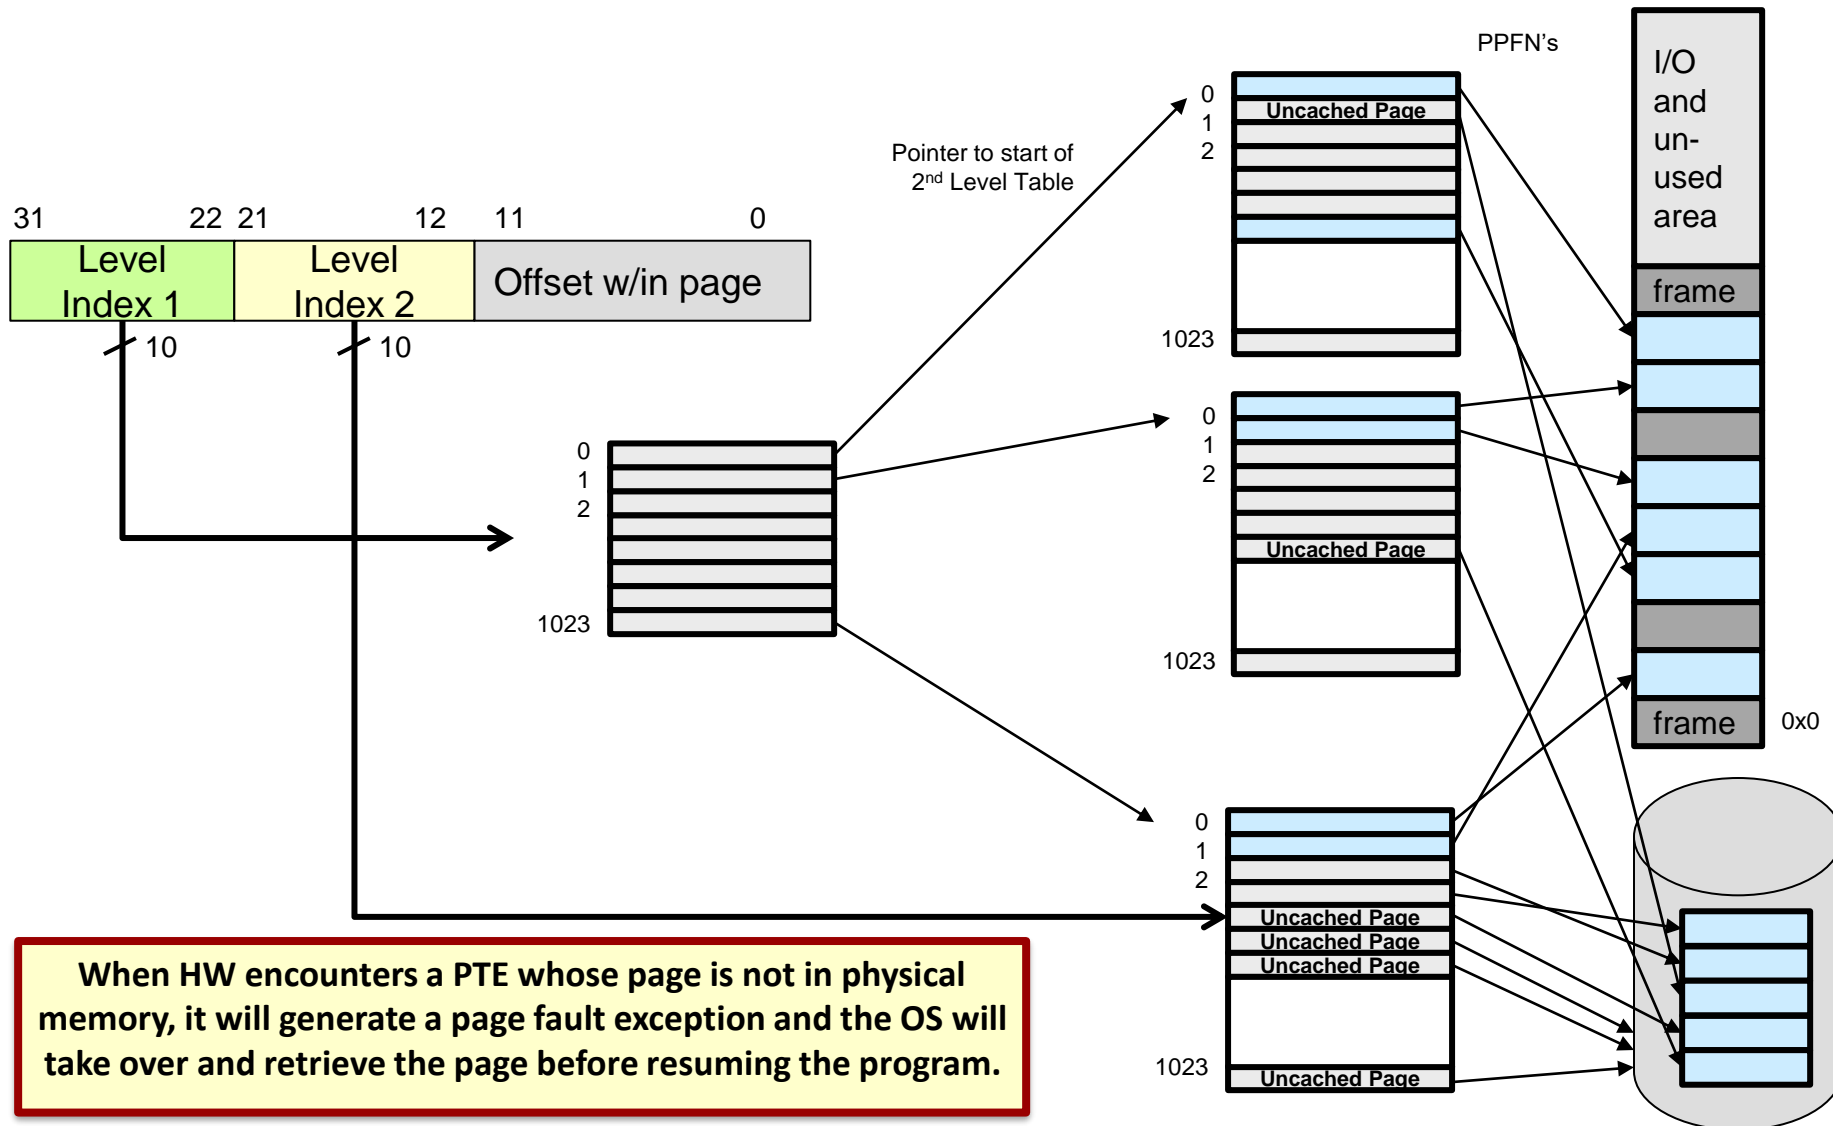 PPFN's
I/O
and
un-
used
area
frame
frame
0x0
Pointer to start of
2nd Level Table
31 22 21 12 11 0
Level
Index 1
Level
Index 2
Offset w/in page
10
10
0
1
2
1023
0
Uncached Page
1
2
1023
0
1
2
Uncached Page
1023
0
1
2
Uncached Page
Uncached Page
Uncached Page
1023
Uncached Page
When HW encounters a PTE whose page is not in physical
memory, it will generate a page fault exception and the OS will
take over and retrieve the page before resuming the program.